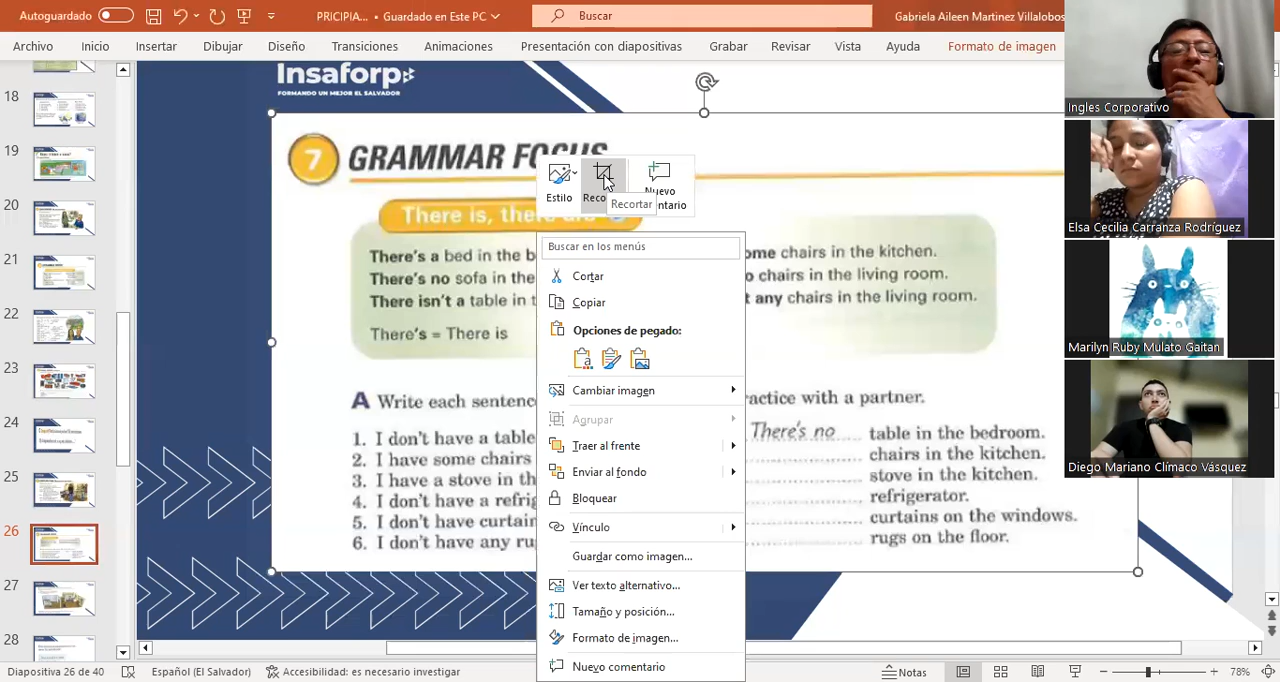 Autoguardado
PRICIPIA... • Guardado en Este PC
Buscar
Gabriela Aileen Martinez Villalobos
Archivo Inicio Insertar Dibujar Diseño Transiciones Animaciones Presentación con diapositivas Grabar Revisar Vista Ayuda Formato de imagen
18
19
20
21
22
23
24
25
26
27
28
Insaforp
FORMANDO UN MEJOR EL SALVADOR
7 GRAMMAR FOCUS
There is, there are
There's a bed in the b
There's no sofa in the
There isn't a table in t
There's = There is
ome chairs in the kitchen.
o chairs in the living room.
t any chairs in the living room.
A Write each sentenc
actice with a partner.
1. I don't have a table
2. I have some chairs
3. I have a stove in th
4. I don't have a refri
5. I don't have curtain
6. I don't have any ru
There's no table in the bedroom.
chairs in the kitchen.
stove in the kitchen.
refrigerator.
curtains on the windows.
rugs on the floor.
Estilo
Reco
Nuevo
ntario
Recortar
Buscar en los menús
Cortar
Copiar
Opciones de pegado:
Cambiar imagen
Agrupar
Traer al frente
Enviar al fondo
Bloquear
Vínculo
Guardar como imagen...
Ver texto alternativo...
Tamaño y posición...
Formato de imagen...
Nuevo comentario
Ingles Corporativo
Elsa Cecilia Carranza Rodríguez
Marilyn Ruby Mulato Gaitan
Diego Mariano Clímaco Vásquez
Diapositiva 26 de 40
Español (El Salvador)
Accesibilidad: es necesario investigar
Notas
78%